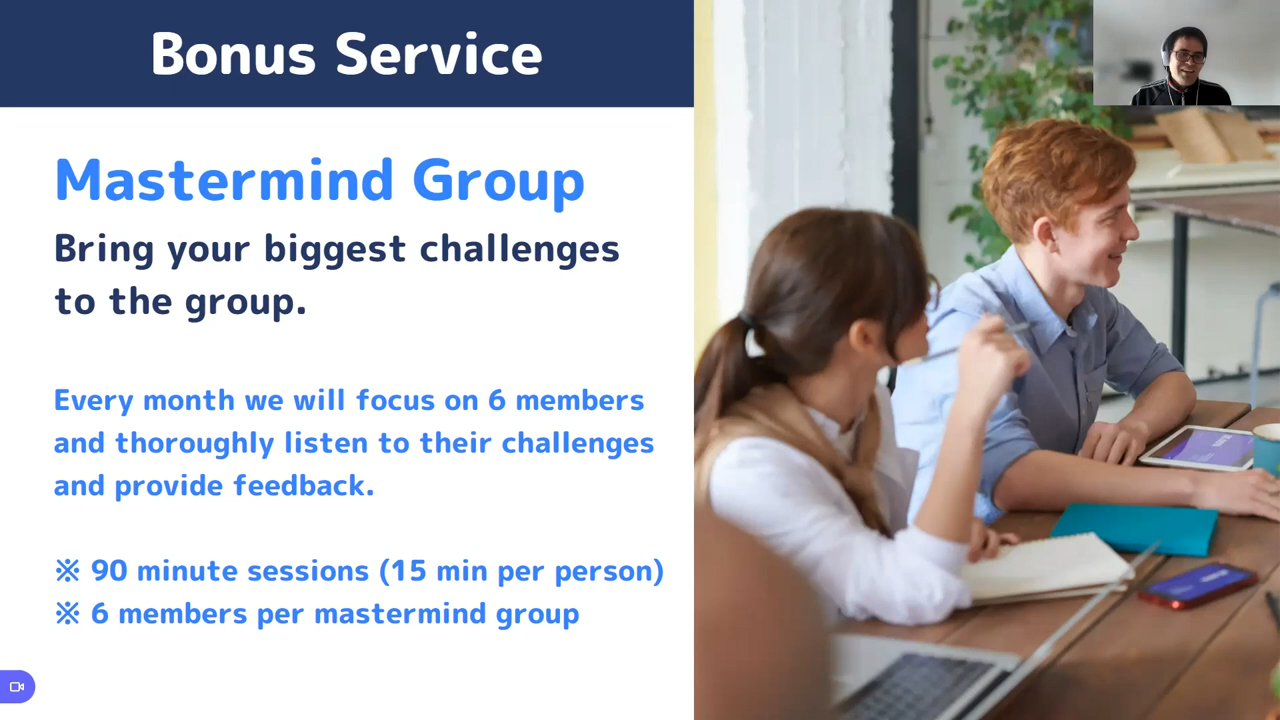 Bonus Service
Mastermind Group
Bring your biggest challenges
to the group.
Every month we will focus on 6 members
and thoroughly listen to their challenges
and provide feedback.
※ 90 minute sessions (15 min per person)
※ 6 members per mastermind group